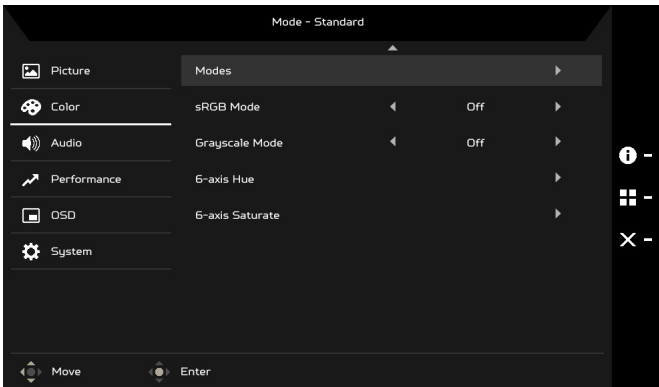 Mode - Standard
Picture
Modes
Color
sRGB Mode
Off
Audio
Grayscale Mode
Off
Performance
6-axis Hue
OSD
6-axis Saturate
System
Move
Enter